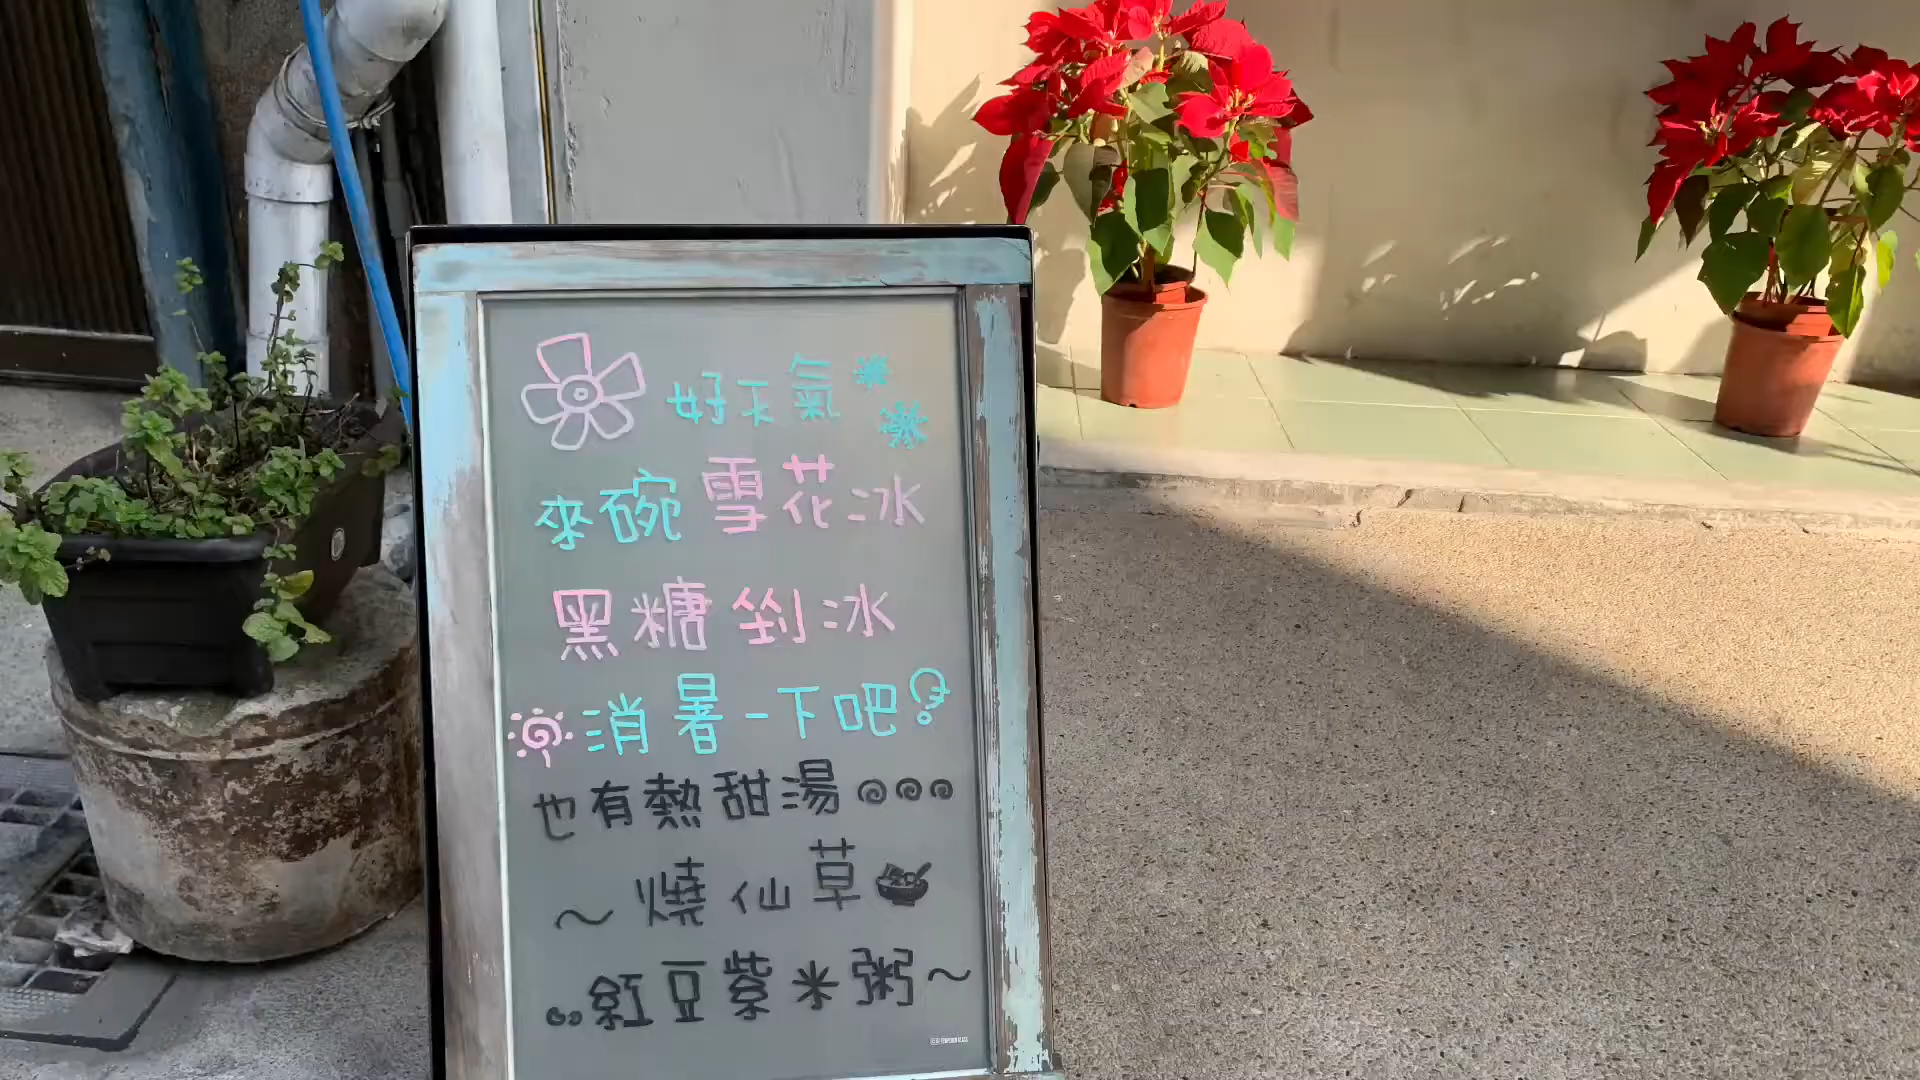 好天氣
來碗雪花冰
黑糖剉冰
消暑一下吧
也有熱甜湯
～燒仙草
紅豆紫米粥～